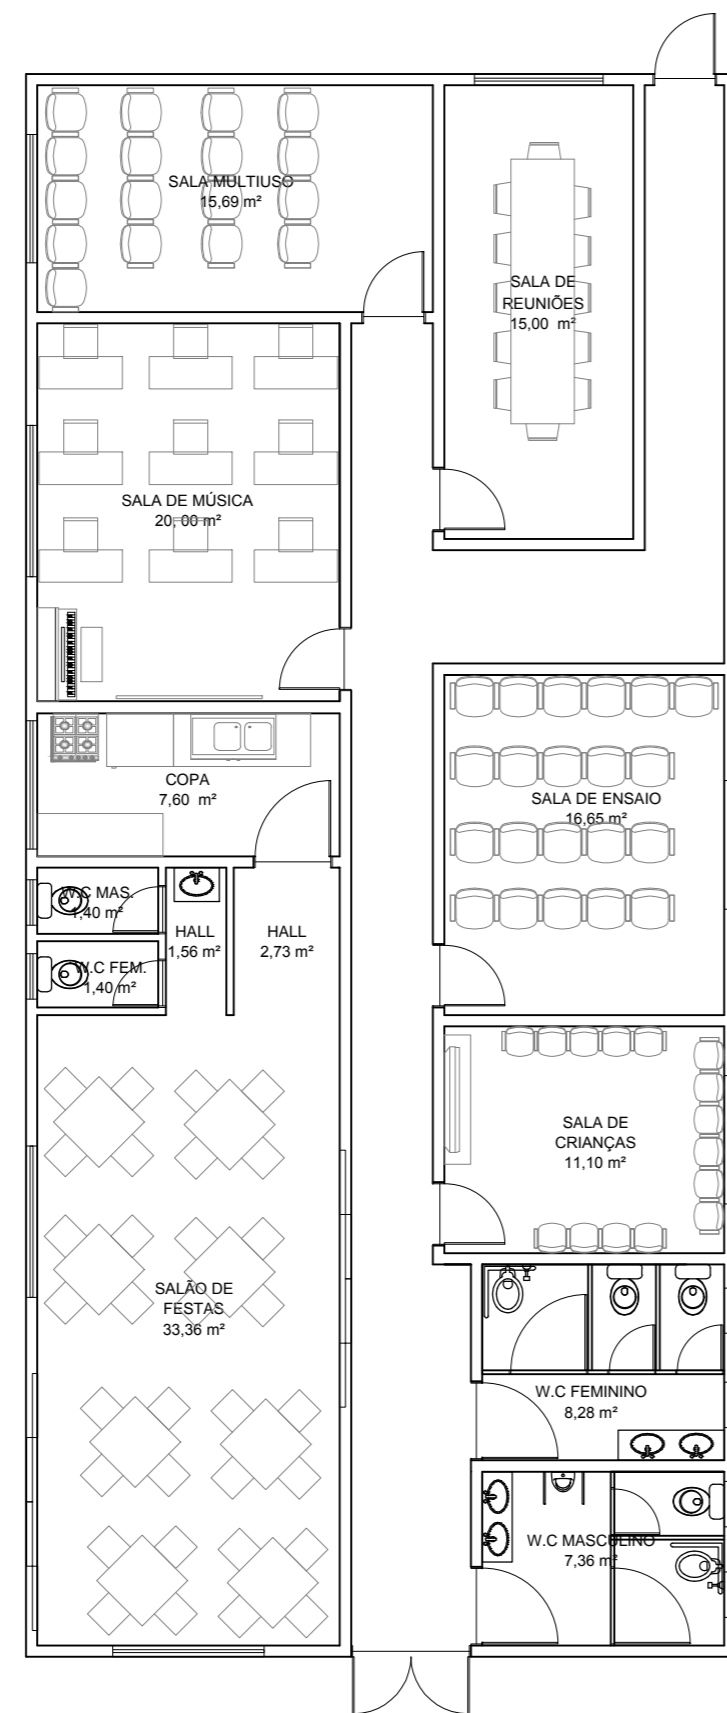 SALA MULTIUSO
15,69 m²
SALA DE
REUNIÕES
15,00 m²
SALA DE MÚSICA
20, 00 m²
COPA
7,60 m²
SALA DE ENSAIO
16,65 m²
W.C MAS.
1,40 m²
HALL
1,56 m²
HALL
2,73 m²
W.C FEM.
1,40 m²
SALA DE
CRIANÇAS
11,10 m²
SALÃO DE
FESTAS
33,36 m²
W.C FEMININO
8,28 m²
W.C MASCULINO
7,36 m²